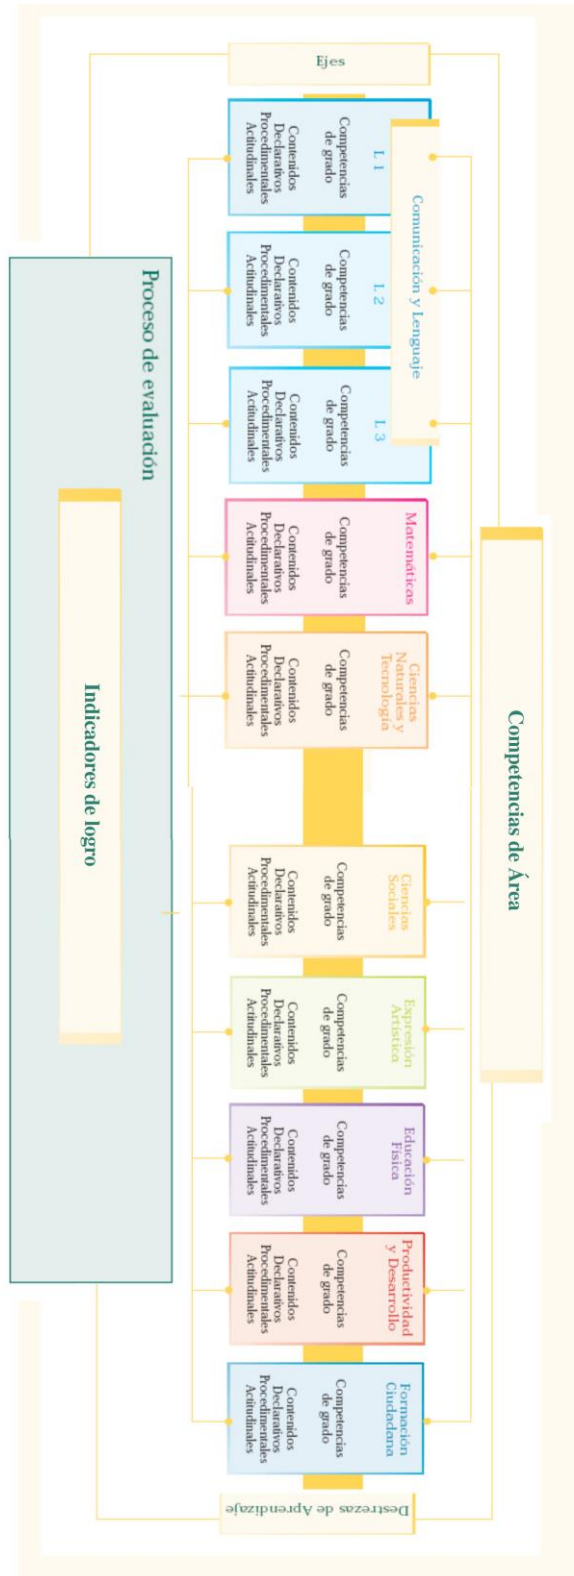 Competencias de Área
Ejes
Comunicación y Lenguaje
L 1
Competencias
de grado
Contenidos
Declarativos
Procedimentales
Actitudinales
L 2
Competencias
de grado
Contenidos
Declarativos
Procedimentales
Actitudinales
L 3
Competencias
de grado
Contenidos
Declarativos
Procedimentales
Actitudinales
Matemáticas
Competencias
de grado
Contenidos
Declarativos
Procedimentales
Actitudinales
Ciencias
Naturales y
Tecnología
Competencias
de grado
Contenidos
Declarativos
Procedimentales
Actitudinales
Ciencias
Sociales
Competencias
de grado
Contenidos
Declarativos
Procedimentales
Actitudinales
Expresión
Artística
Competencias
de grado
Contenidos
Declarativos
Procedimentales
Actitudinales
Educación
Física
Competencias
de grado
Contenidos
Declarativos
Procedimentales
Actitudinales
Productividad
y Desarrollo
Competencias
de grado
Contenidos
Declarativos
Procedimentales
Actitudinales
Formación
Ciudadana
Competencias
de grado
Contenidos
Declarativos
Procedimentales
Actitudinales
Destrezas de Aprendizaje
Proceso de evaluación
Indicadores de logro